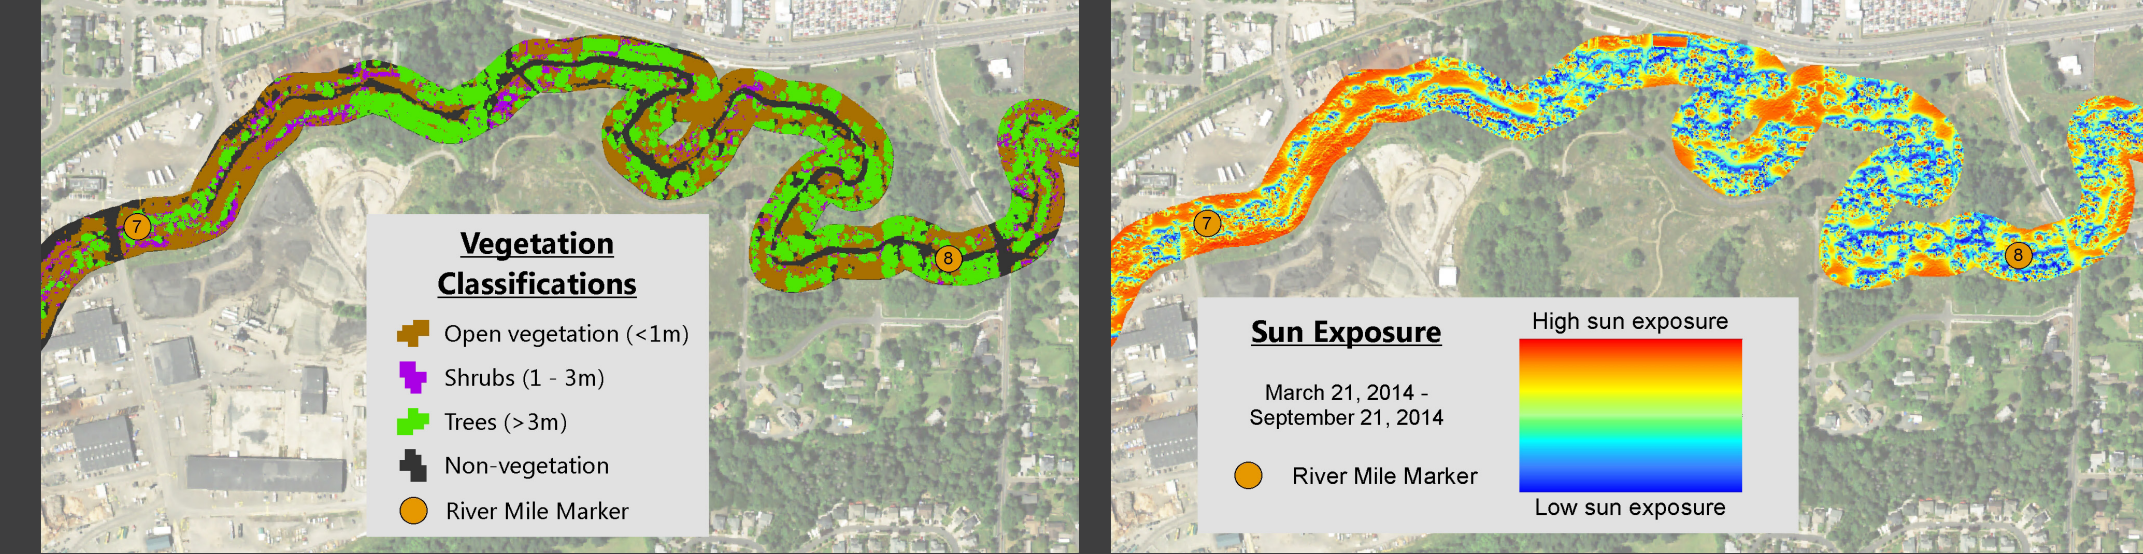 7
8
Vegetation
Classifications
Open vegetation (<1m)
Shrubs (1 - 3m)
Trees (>3m)
Non-vegetation
River Mile Marker
7
8
Sun Exposure
March 21, 2014 -
September 21, 2014
River Mile Marker
High sun exposure
Low sun exposure